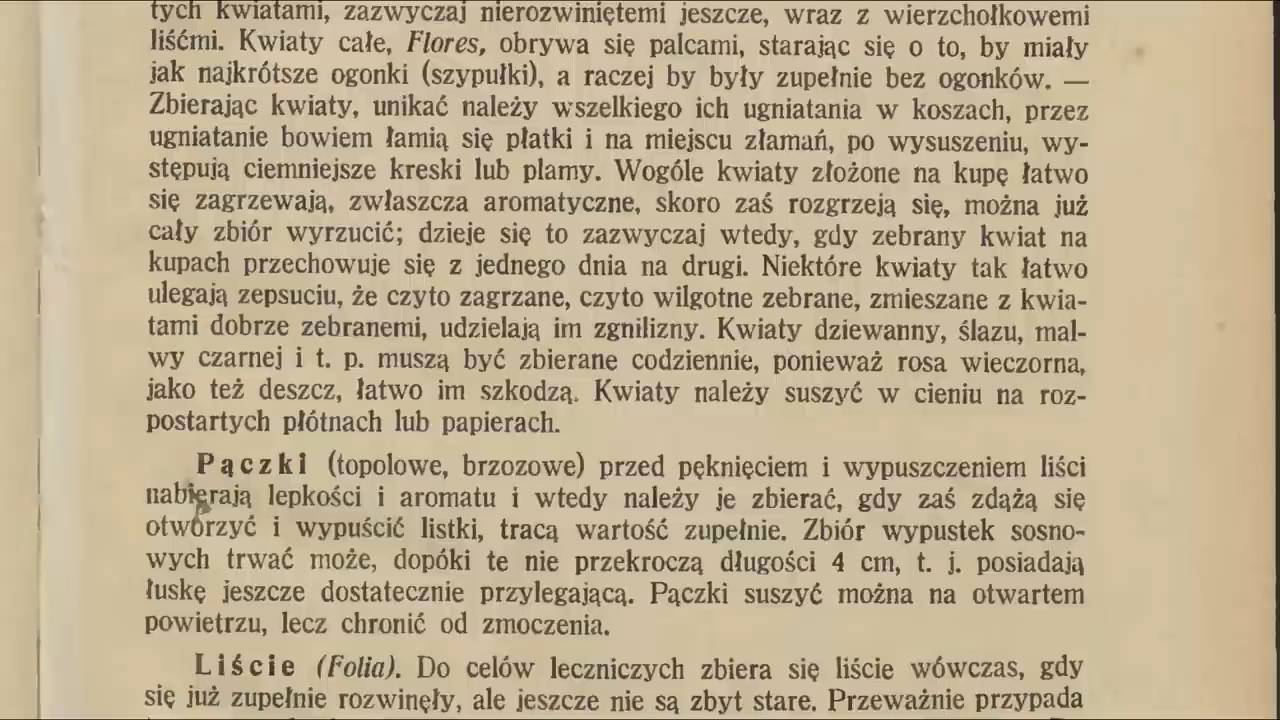 tych kwiatami, zazwyczaj nierozwiniętemi jeszcze, wraz z wierzchołkowemi
liśćmi. Kwiaty całe, Flores, obrywa się palcami, starając się o to, by miały
jak najkrótsze ogonki (szypułki), a raczej by były zupełnie bez ogonków. —
Zbierając kwiaty, unikać należy wszelkiego ich ugniatania w koszach, przez
ugniatanie bowiem łamią się płatki i na miejscu złamań, po wysuszeniu, wy-
stępują ciemniejsze kreski lub plamy. Wogóle kwiaty złożone na kupę łatwo
się zagrzewają, zwłaszcza aromatyczne, skoro zaś rozgrzeją się, można już
cały zbiór wyrzucić; dzieje się to zazwyczaj wtedy, gdy zebrany kwiat na
kupach przechowuje się z jednego dnia na drugi. Niektóre kwiaty tak łatwo
ulegają zepsuciu, że czyto zagrzane, czyto wilgotne zebrane, zmieszane z kwia-
tami dobrze zebranemi, udzielają im zgnilizny. Kwiaty dziewanny, ślazu, mal-
wy czarnej i t. p. muszą być zbierane codziennie, ponieważ rosa wieczorna,
jako też deszcz, łatwo im szkodzą. Kwiaty należy suszyć w cieniu na roz-
postartych płótnach lub papierach.
Pączki (topolowe, brzozowe) przed pęknięciem i wypuszczeniem liści
nabierają lepkości i aromatu i wtedy należy je zbierać, gdy zaś zdążą się
otworzyć i wypuścić listki, tracą wartość zupełnie. Zbiór wypustek sosno-
wych trwać może, dopóki te nie przekroczą długości 4 cm, t. j. posiadają
łuskę jeszcze dostatecznie przylegającą. Pączki suszyć można na otwartem
powietrzu, lecz chronić od zmoczenia.
Liście (Folia). Do celów leczniczych zbiera się liście wówczas, gdy
się już zupełnie rozwinęły, ale jeszcze nie są zbyt stare. Przeważnie przypada